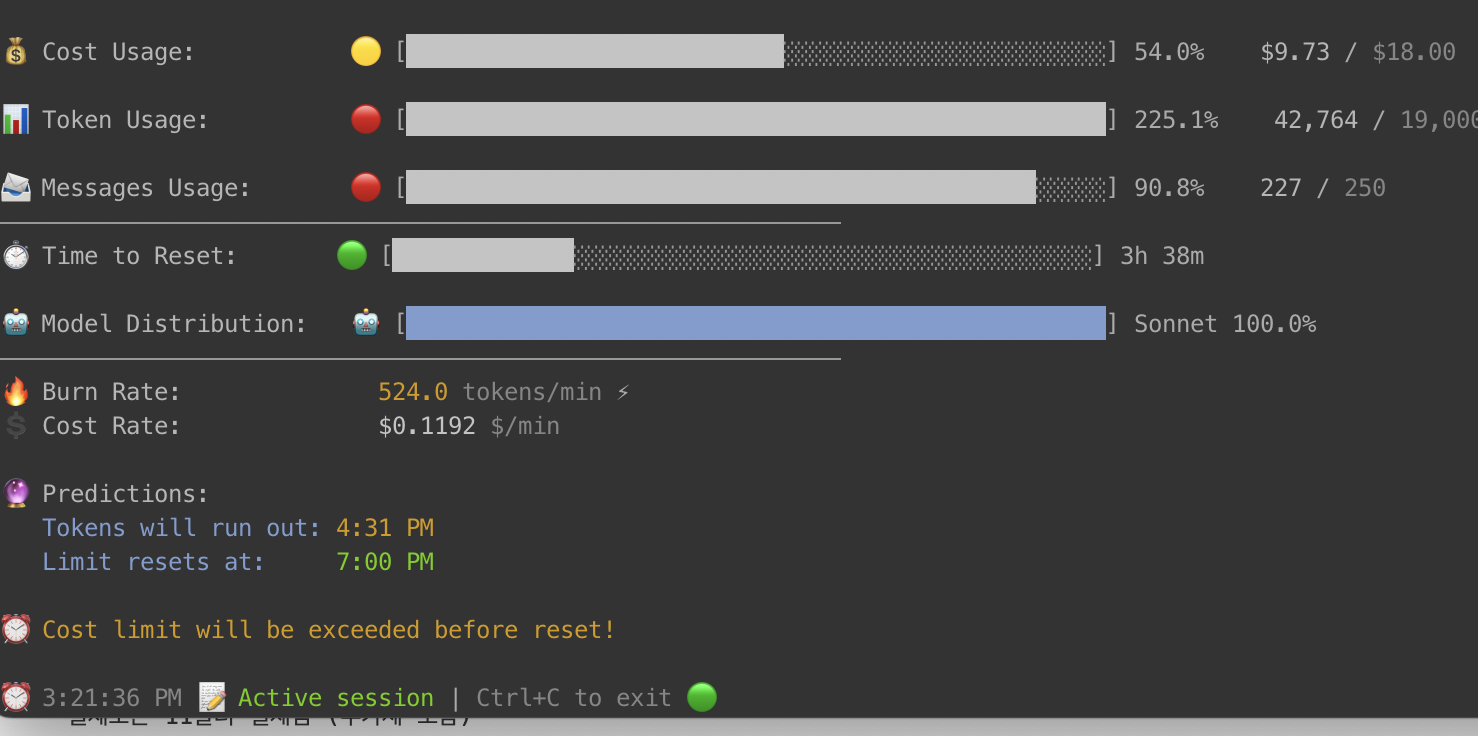 Cost Usage: [ ] 54.0% $9.73 / $18.00
Token Usage: [ ] 225.1% 42,764 / 19,000
Messages Usage: [ ] 90.8% 227 / 250
Time to Reset: [ ] 3h 38m
Model Distribution: [ ] Sonnet 100.0%
Burn Rate: 524.0 tokens/min ⚡
$ Cost Rate: $0.1192 $/min
Predictions:
Tokens will run out: 4:31 PM
Limit resets at: 7:00 PM
Cost limit will be exceeded before reset!
3:21:36 PM Active session | Ctrl+C to exit